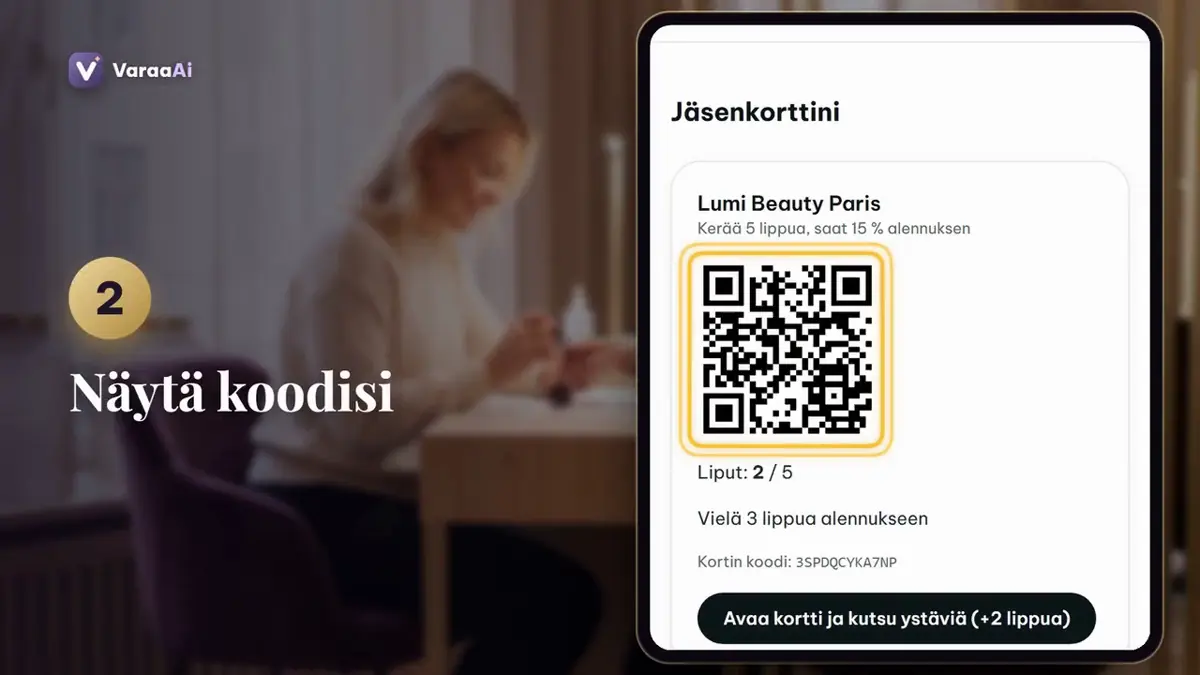 VaraaAi
2
Näytä koodisi
Jäsenkorttini
Lumi Beauty Paris
Kerää 5 lippua, saat 15 % alennuksen
Liput: 2 / 5
Vielä 3 lippua alennukseen
Kortin koodi: 3SPDQCYKA7NP
Avaa kortti ja kutsu ystäviä (+2 lippua)